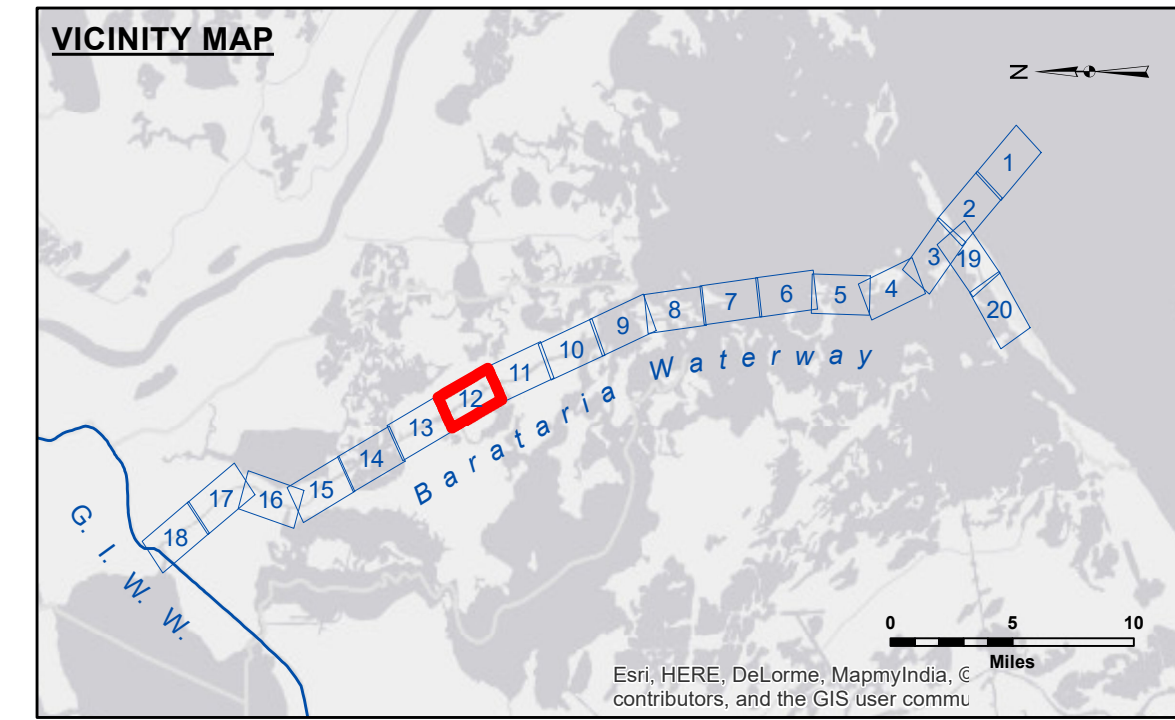 VICINITY MAP
N
1
2
3
19
20
4
5
6
7
8
9
10
11
12
13
14
15
16
17
18
Barataria Waterway
G. I. W. W.
0 5 10
Miles
Esri, HERE, DeLorme, MapmyIndia, ©
contributors, and the GIS user commu